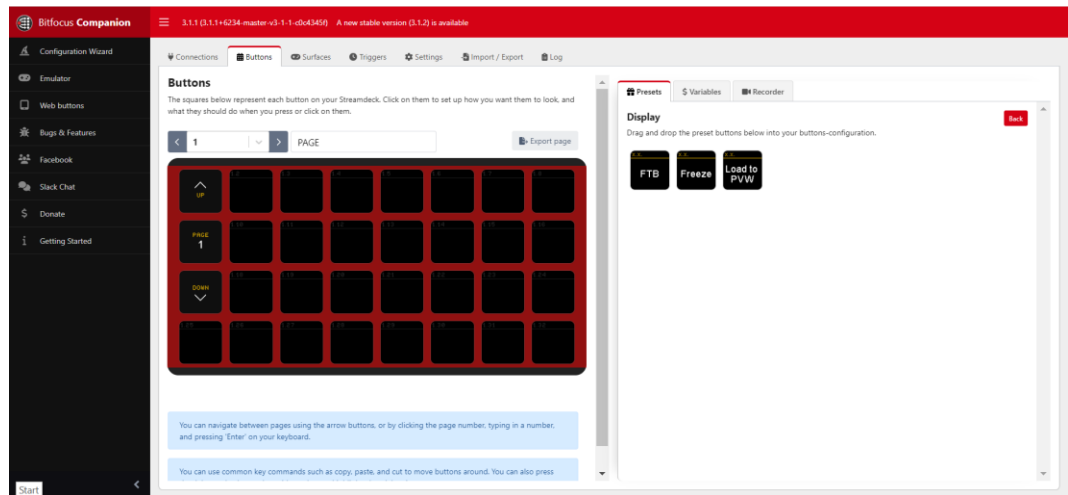 Bitfocus Companion
3.1.1 (3.1.1+6234-master-v3-1-1-c0c4345f) A new stable version (3.1.2) is available
Configuration Wizard
Emulator
Web buttons
Bugs & Features
Facebook
Slack Chat
Donate
Getting Started
Start
Connections Buttons Surfaces Triggers Settings Import / Export Log
Buttons
The squares below represent each button on your Streamdeck. Click on them to set up how you want them to look, and
what they should do when you press or click on them.
1 PAGE Export page
UP
PAGE
1
DOWN
You can navigate between pages using the arrow buttons, or by clicking the page number, typing in a number,
and pressing 'Enter' on your keyboard.
You can use common key commands such as copy, paste, and cut to move buttons around. You can also press
Presets $ Variables Recorder
Display
Back
Drag and drop the preset buttons below into your buttons-configuration.
FTB
Freeze
Load to
PVW